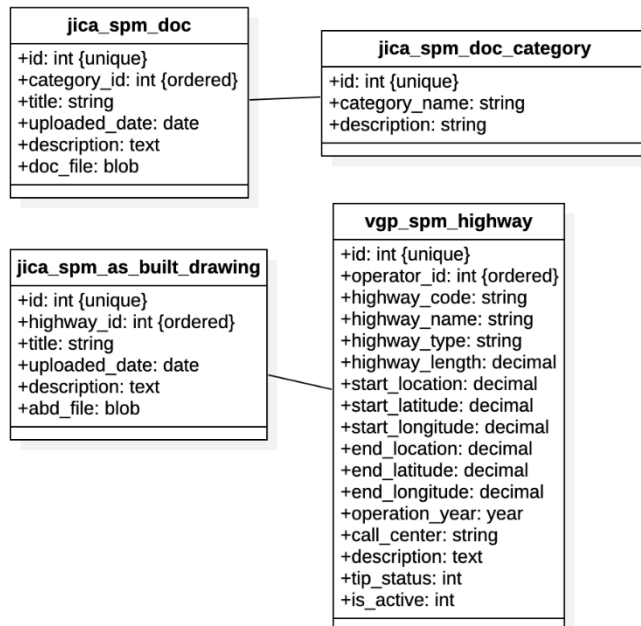 jica_spm_doc
+id: int {unique}
+category_id: int {ordered}
+title: string
+uploaded_date: date
+description: text
+doc_file: blob
jica_spm_doc_category
+id: int {unique}
+category_name: string
+description: string
jica_spm_as_built_drawing
+id: int {unique}
+highway_id: int {ordered}
+title: string
+uploaded_date: date
+description: text
+abd_file: blob
vgp_spm_highway
+id: int {unique}
+operator_id: int {ordered}
+highway_code: string
+highway_name: string
+highway_type: string
+highway_length: decimal
+start_location: decimal
+start_latitude: decimal
+start_longitude: decimal
+end_location: decimal
+end_latitude: decimal
+end_longitude: decimal
+operation_year: year
+call_center: string
+description: text
+tip_status: int
+is_active: int